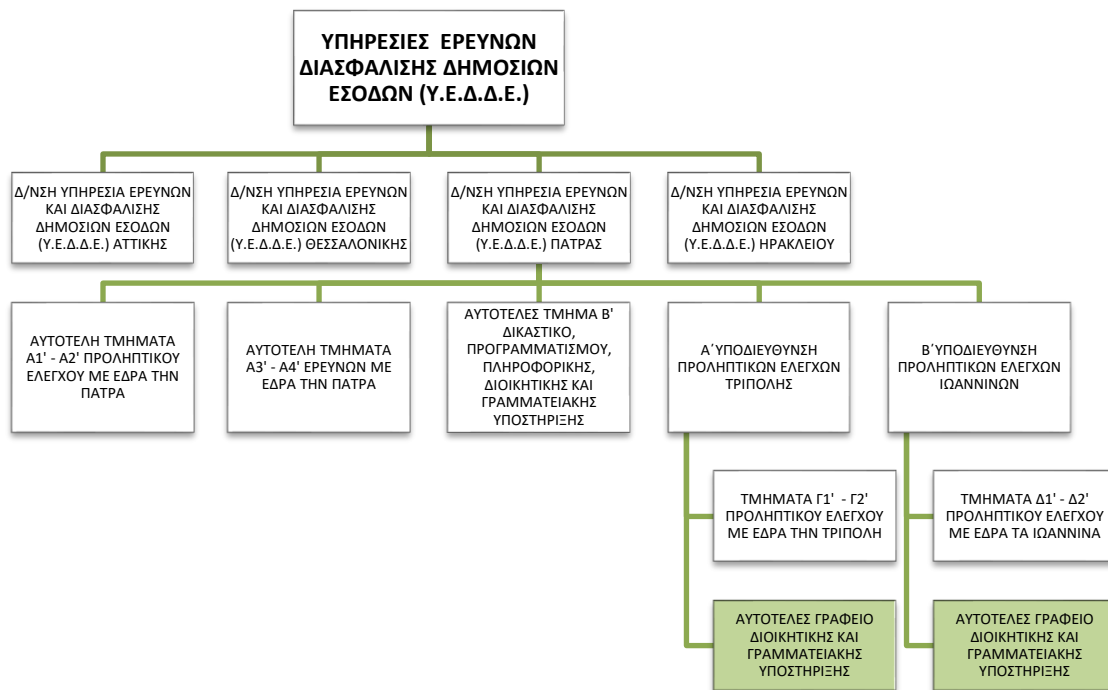 ΥΠΗΡΕΣΙΕΣ ΕΡΕΥΝΩΝ
ΔΙΑΣΦΑΛΙΣΗΣ ΔΗΜΟΣΙΩΝ
ΕΣΟΔΩΝ (Υ.Ε.Δ.Δ.Ε.)
Δ/ΝΣΗ ΥΠΗΡΕΣΙΑ ΕΡΕΥΝΩΝ
ΚΑΙ ΔΙΑΣΦΑΛΙΣΗΣ
ΔΗΜΟΣΙΩΝ ΕΣΟΔΩΝ
(Υ.Ε.Δ.Δ.Ε.) ΑΤΤΙΚΗΣ
Δ/ΝΣΗ ΥΠΗΡΕΣΙΑ ΕΡΕΥΝΩΝ
ΚΑΙ ΔΙΑΣΦΑΛΙΣΗΣ
ΔΗΜΟΣΙΩΝ ΕΣΟΔΩΝ
(Υ.Ε.Δ.Δ.Ε.) ΘΕΣΣΑΛΟΝΙΚΗΣ
Δ/ΝΣΗ ΥΠΗΡΕΣΙΑ ΕΡΕΥΝΩΝ
ΚΑΙ ΔΙΑΣΦΑΛΙΣΗΣ
ΔΗΜΟΣΙΩΝ ΕΣΟΔΩΝ
(Υ.Ε.Δ.Δ.Ε.) ΠΑΤΡΑΣ
Δ/ΝΣΗ ΥΠΗΡΕΣΙΑ ΕΡΕΥΝΩΝ
ΚΑΙ ΔΙΑΣΦΑΛΙΣΗΣ
ΔΗΜΟΣΙΩΝ ΕΣΟΔΩΝ
(Υ.Ε.Δ.Δ.Ε.) ΗΡΑΚΛΕΙΟΥ
ΑΥΤΟΤΕΛΗ ΤΜΗΜΑΤΑ
Α1' - Α2' ΠΡΟΛΗΠΤΙΚΟΥ
ΕΛΕΓΧΟΥ ΜΕ ΕΔΡΑ ΤΗΝ
ΠΑΤΡΑ
ΑΥΤΟΤΕΛΗ ΤΜΗΜΑΤΑ
Α3' - Α4' ΕΡΕΥΝΩΝ ΜΕ
ΕΔΡΑ ΤΗΝ ΠΑΤΡΑ
ΑΥΤΟΤΕΛΕΣ ΤΜΗΜΑ Β'
ΔΙΚΑΣΤΙΚΟ,
ΠΡΟΓΡΑΜΜΑΤΙΣΜΟΥ,
ΠΛΗΡΟΦΟΡΙΚΗΣ,
ΔΙΟΙΚΗΤΙΚΗΣ ΚΑΙ
ΓΡΑΜΜΑΤΕΙΑΚΗΣ
ΥΠΟΣΤΗΡΙΞΗΣ
Α΄ΥΠΟΔΙΕΥΘΥΝΣΗ
ΠΡΟΛΗΠΤΙΚΩΝ ΕΛΕΓΧΩΝ
ΤΡΙΠΟΛΗΣ
Β΄ΥΠΟΔΙΕΥΘΥΝΣΗ
ΠΡΟΛΗΠΤΙΚΩΝ ΕΛΕΓΧΩΝ
ΙΩΑΝΝΙΝΩΝ
ΤΜΗΜΑΤΑ Γ1' - Γ2'
ΠΡΟΛΗΠΤΙΚΟΥ ΕΛΕΓΧΟΥ
ΜΕ ΕΔΡΑ ΤΗΝ ΤΡΙΠΟΛΗ
ΤΜΗΜΑΤΑ Δ1' - Δ2'
ΠΡΟΛΗΠΤΙΚΟΥ ΕΛΕΓΧΟΥ
ΜΕ ΕΔΡΑ ΤΑ ΙΩΑΝΝΙΝΑ
ΑΥΤΟΤΕΛΕΣ ΓΡΑΦΕΙΟ
ΔΙΟΙΚΗΤΙΚΗΣ ΚΑΙ
ΓΡΑΜΜΑΤΕΙΑΚΗΣ
ΥΠΟΣΤΗΡΙΞΗΣ
ΑΥΤΟΤΕΛΕΣ ΓΡΑΦΕΙΟ
ΔΙΟΙΚΗΤΙΚΗΣ ΚΑΙ
ΓΡΑΜΜΑΤΕΙΑΚΗΣ
ΥΠΟΣΤΗΡΙΞΗΣ